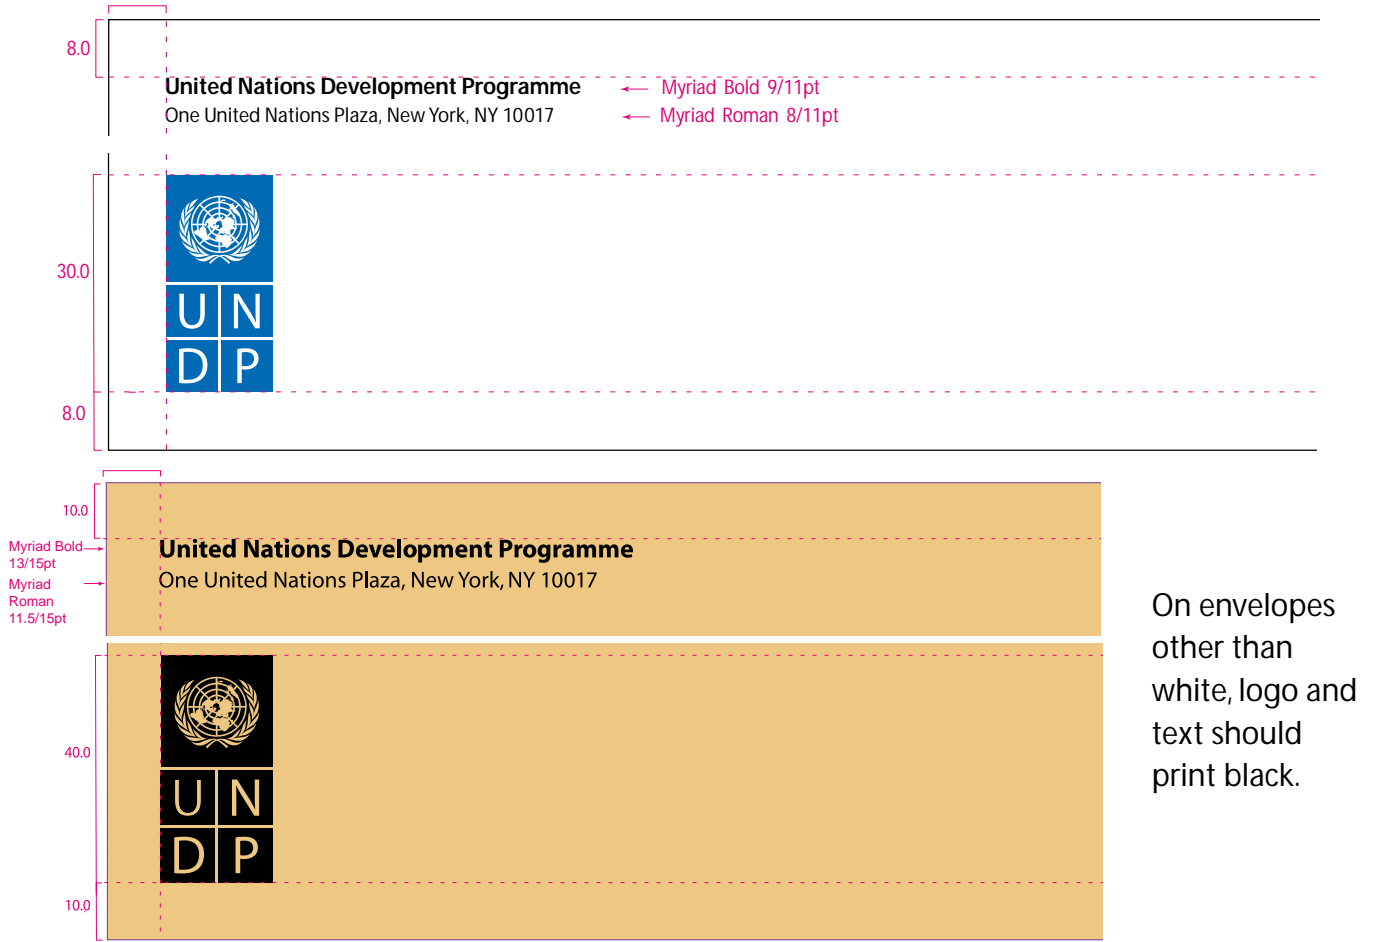 8.0
United Nations Development Programme
Myriad Bold 9/11pt
One United Nations Plaza, New York, NY 10017
Myriad Roman 8/11pt
30.0
U N
D P
8.0
10.0
Myriad Bold
13/15pt
Myriad
Roman
11.5/15pt
United Nations Development Programme
One United Nations Plaza, New York, NY 10017
40.0
U N
D P
10.0
On envelopes
other than
white, logo and
text should
print black.